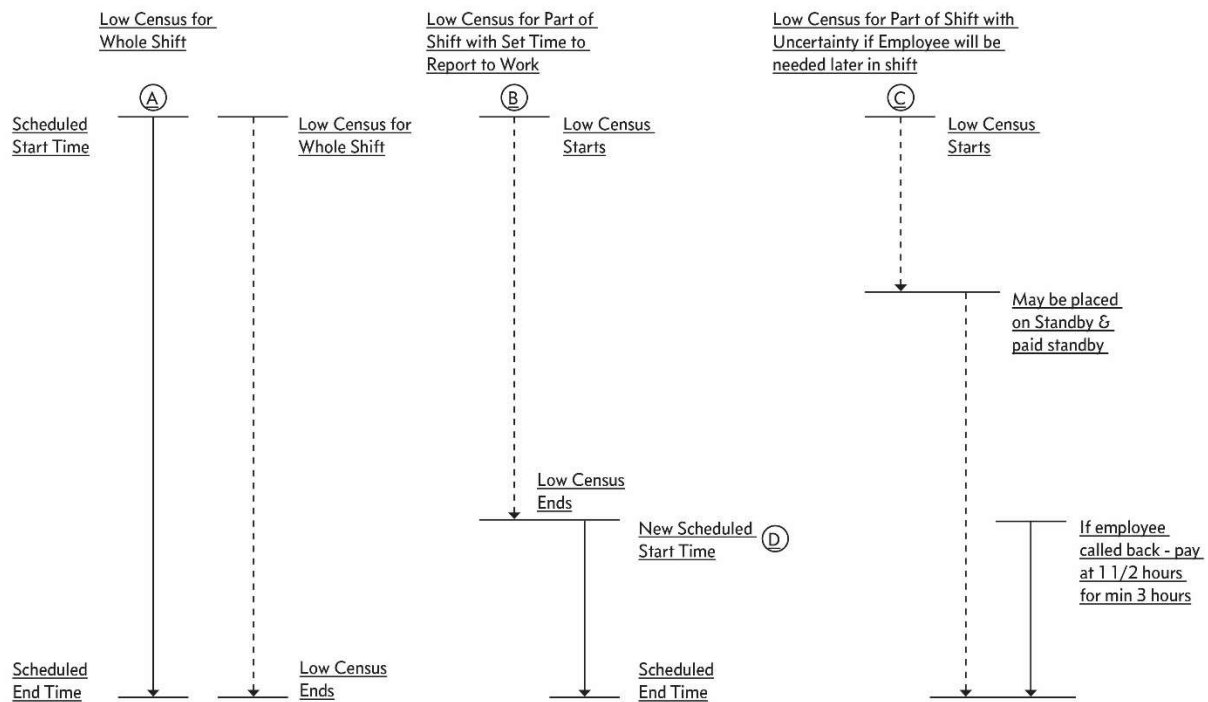 Low Census for
Whole Shift
Low Census for Part of
Shift with Set Time to
Report to Work
Low Census for Part of Shift with
Uncertainty if Employee will be
needed later in shift
A
B
C
Scheduled
Start Time
Low Census for
Whole Shift
Low Census
Starts
Low Census
Starts
May be placed
on Standby &
paid standby
Low Census
Ends
New Scheduled
Start Time
D
If employee
called back - pay
at 1 1/2 hours
for min 3 hours
Scheduled
End Time
Low Census
Ends
Scheduled
End Time